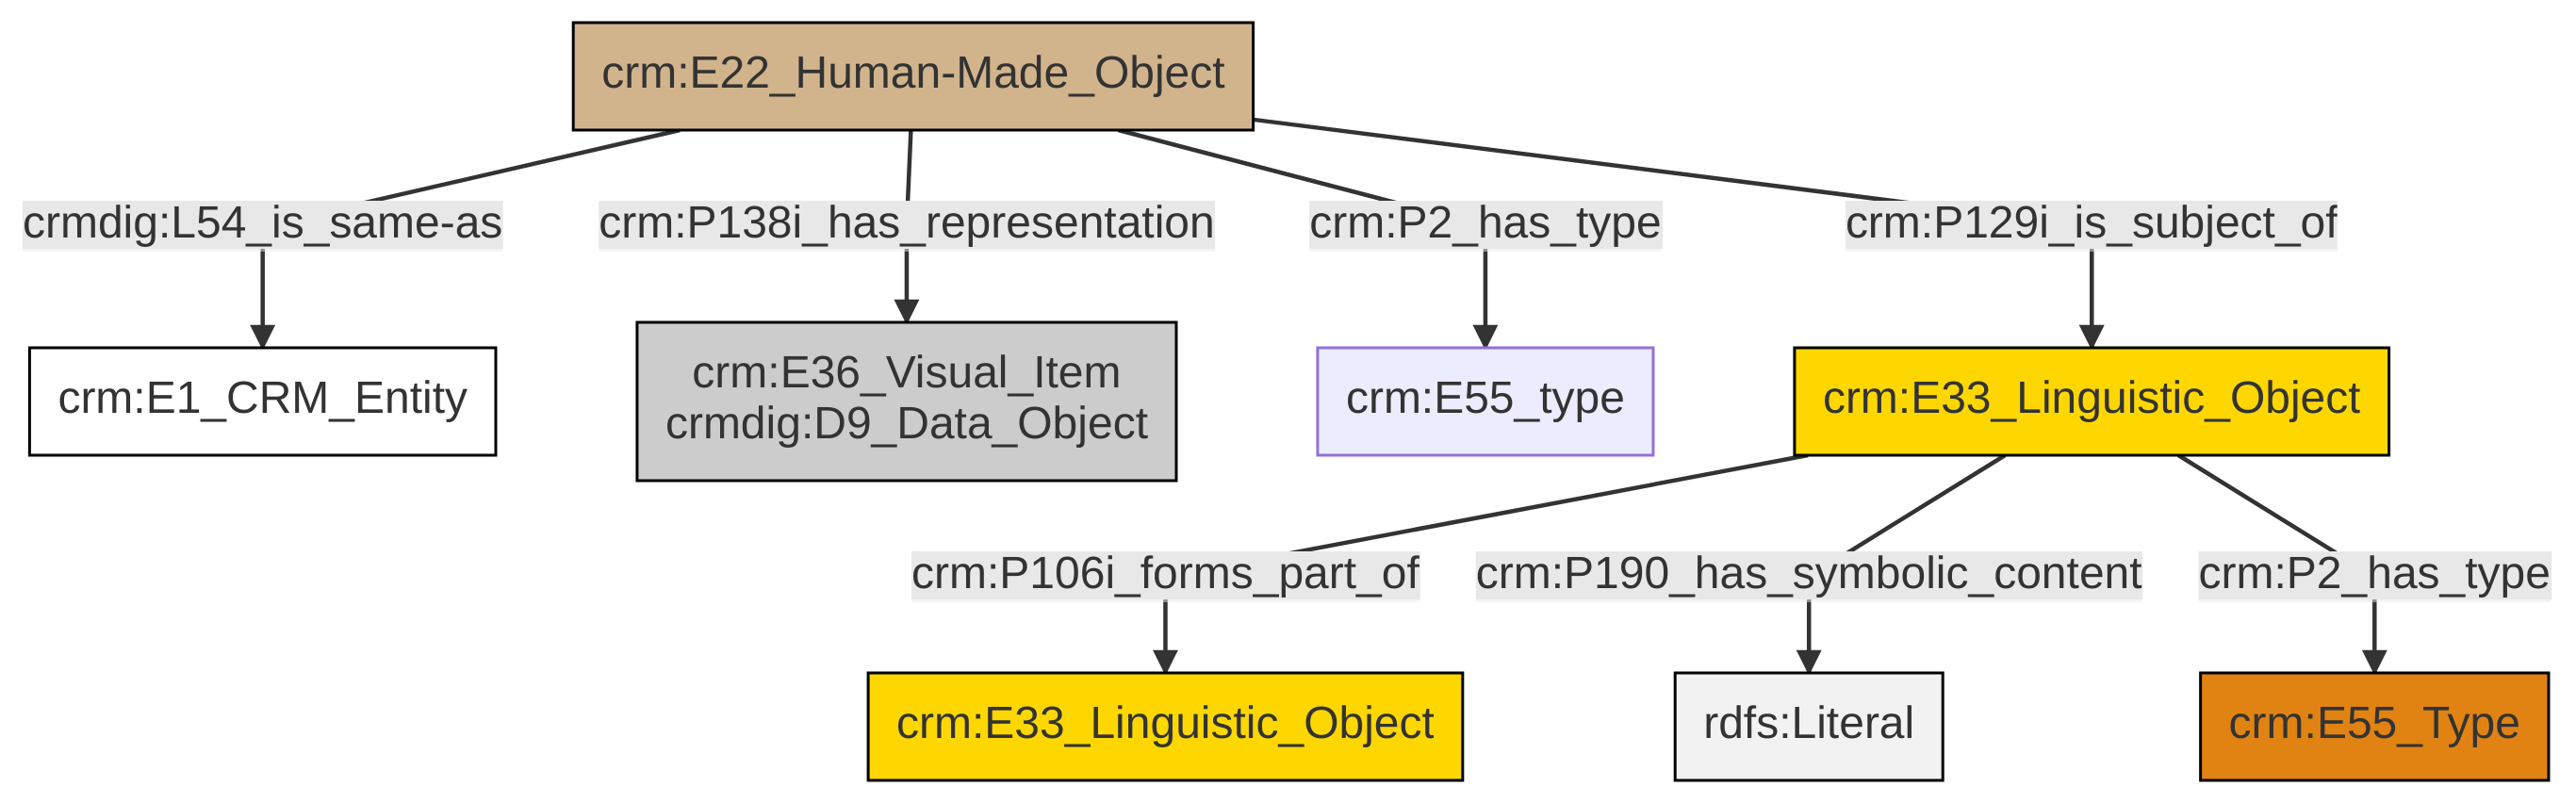 crm:E22_Human-Made_Object
crmdig:L54_is_same-as
crm:P138i_has_representation
crm:P2_has_type
crm:P129i_is_subject_of
crm:E1_CRM_Entity
crm:E36_Visual_Item
crmdig:D9_Data_Object
crm:E55_type
crm:E33_Linguistic_Object
crm:P106i_forms_part_of
crm:P190_has_symbolic_content
crm:P2_has_type
crm:E33_Linguistic_Object
rdfs:Literal
crm:E55_Type